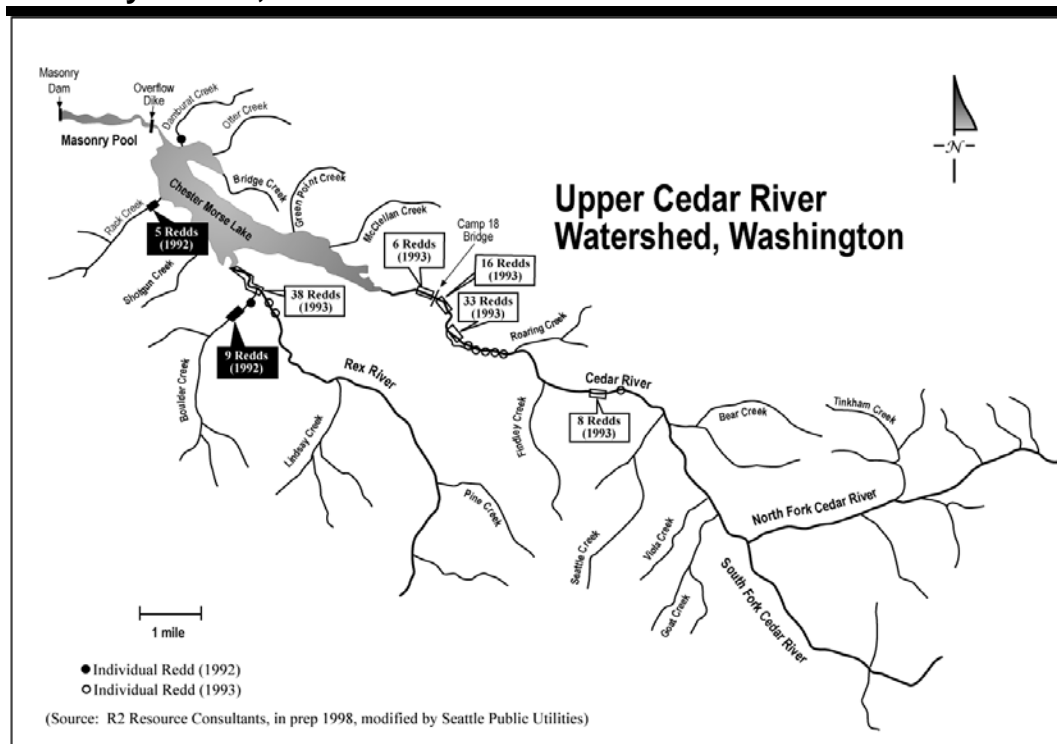 Masonry
Dam
Overflow
Dike
Damburat Creek
Otter Creek
Masonry Pool
Bridge Creek
Green Point Creek
Chester Morse Lake
McClellan Creek
Rack Creek
5 Redds
(1992)
Shotgun Creek
Camp 18
Bridge
6 Redds
(1993)
16 Redds
(1993)
33 Redds
(1993)
Upper Cedar River
Watershed, Washington
N
38 Redds
(1993)
9 Redds
(1992)
Roaring Creek
Rex River
Cedar River
Boulder Creek
Lindsay Creek
Findley Creek
8 Redds
(1993)
Bear Creek
Tinkham Creek
Pine Creek
North Fork Cedar River
Seattle Creek
Viola Creek
Goat Creek
South Fork Cedar River
1 mile
Individual Redd (1992)
Individual Redd (1993)
(Source: R2 Resource Consultants, in prep 1998, modified by Seattle Public Utilities)